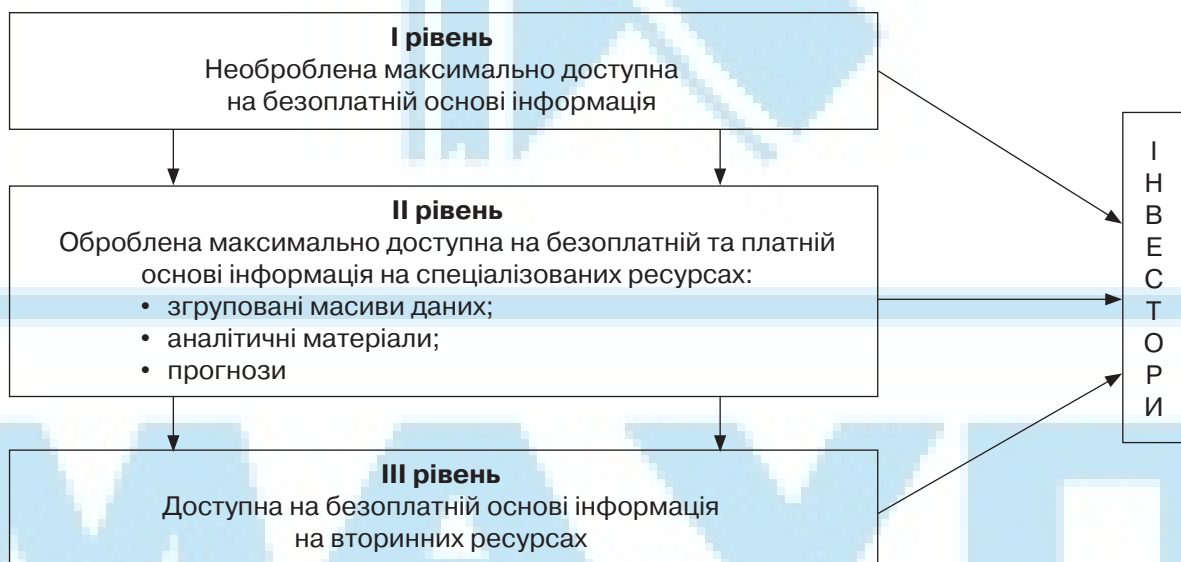 І рівень
Необроблена максимально доступна
на безоплатній основі інформація
ІІ рівень
Оброблена максимально доступна на безоплатній та платній
основі інформація на спеціалізованих ресурсах:
• згруповані масиви даних;
• аналітичні матеріали;
• прогнози
ІІІ рівень
Доступна на безоплатній основі інформація
на вторинних ресурсах
І
Н
В
Е
С
Т
О
Р
И
МАУП